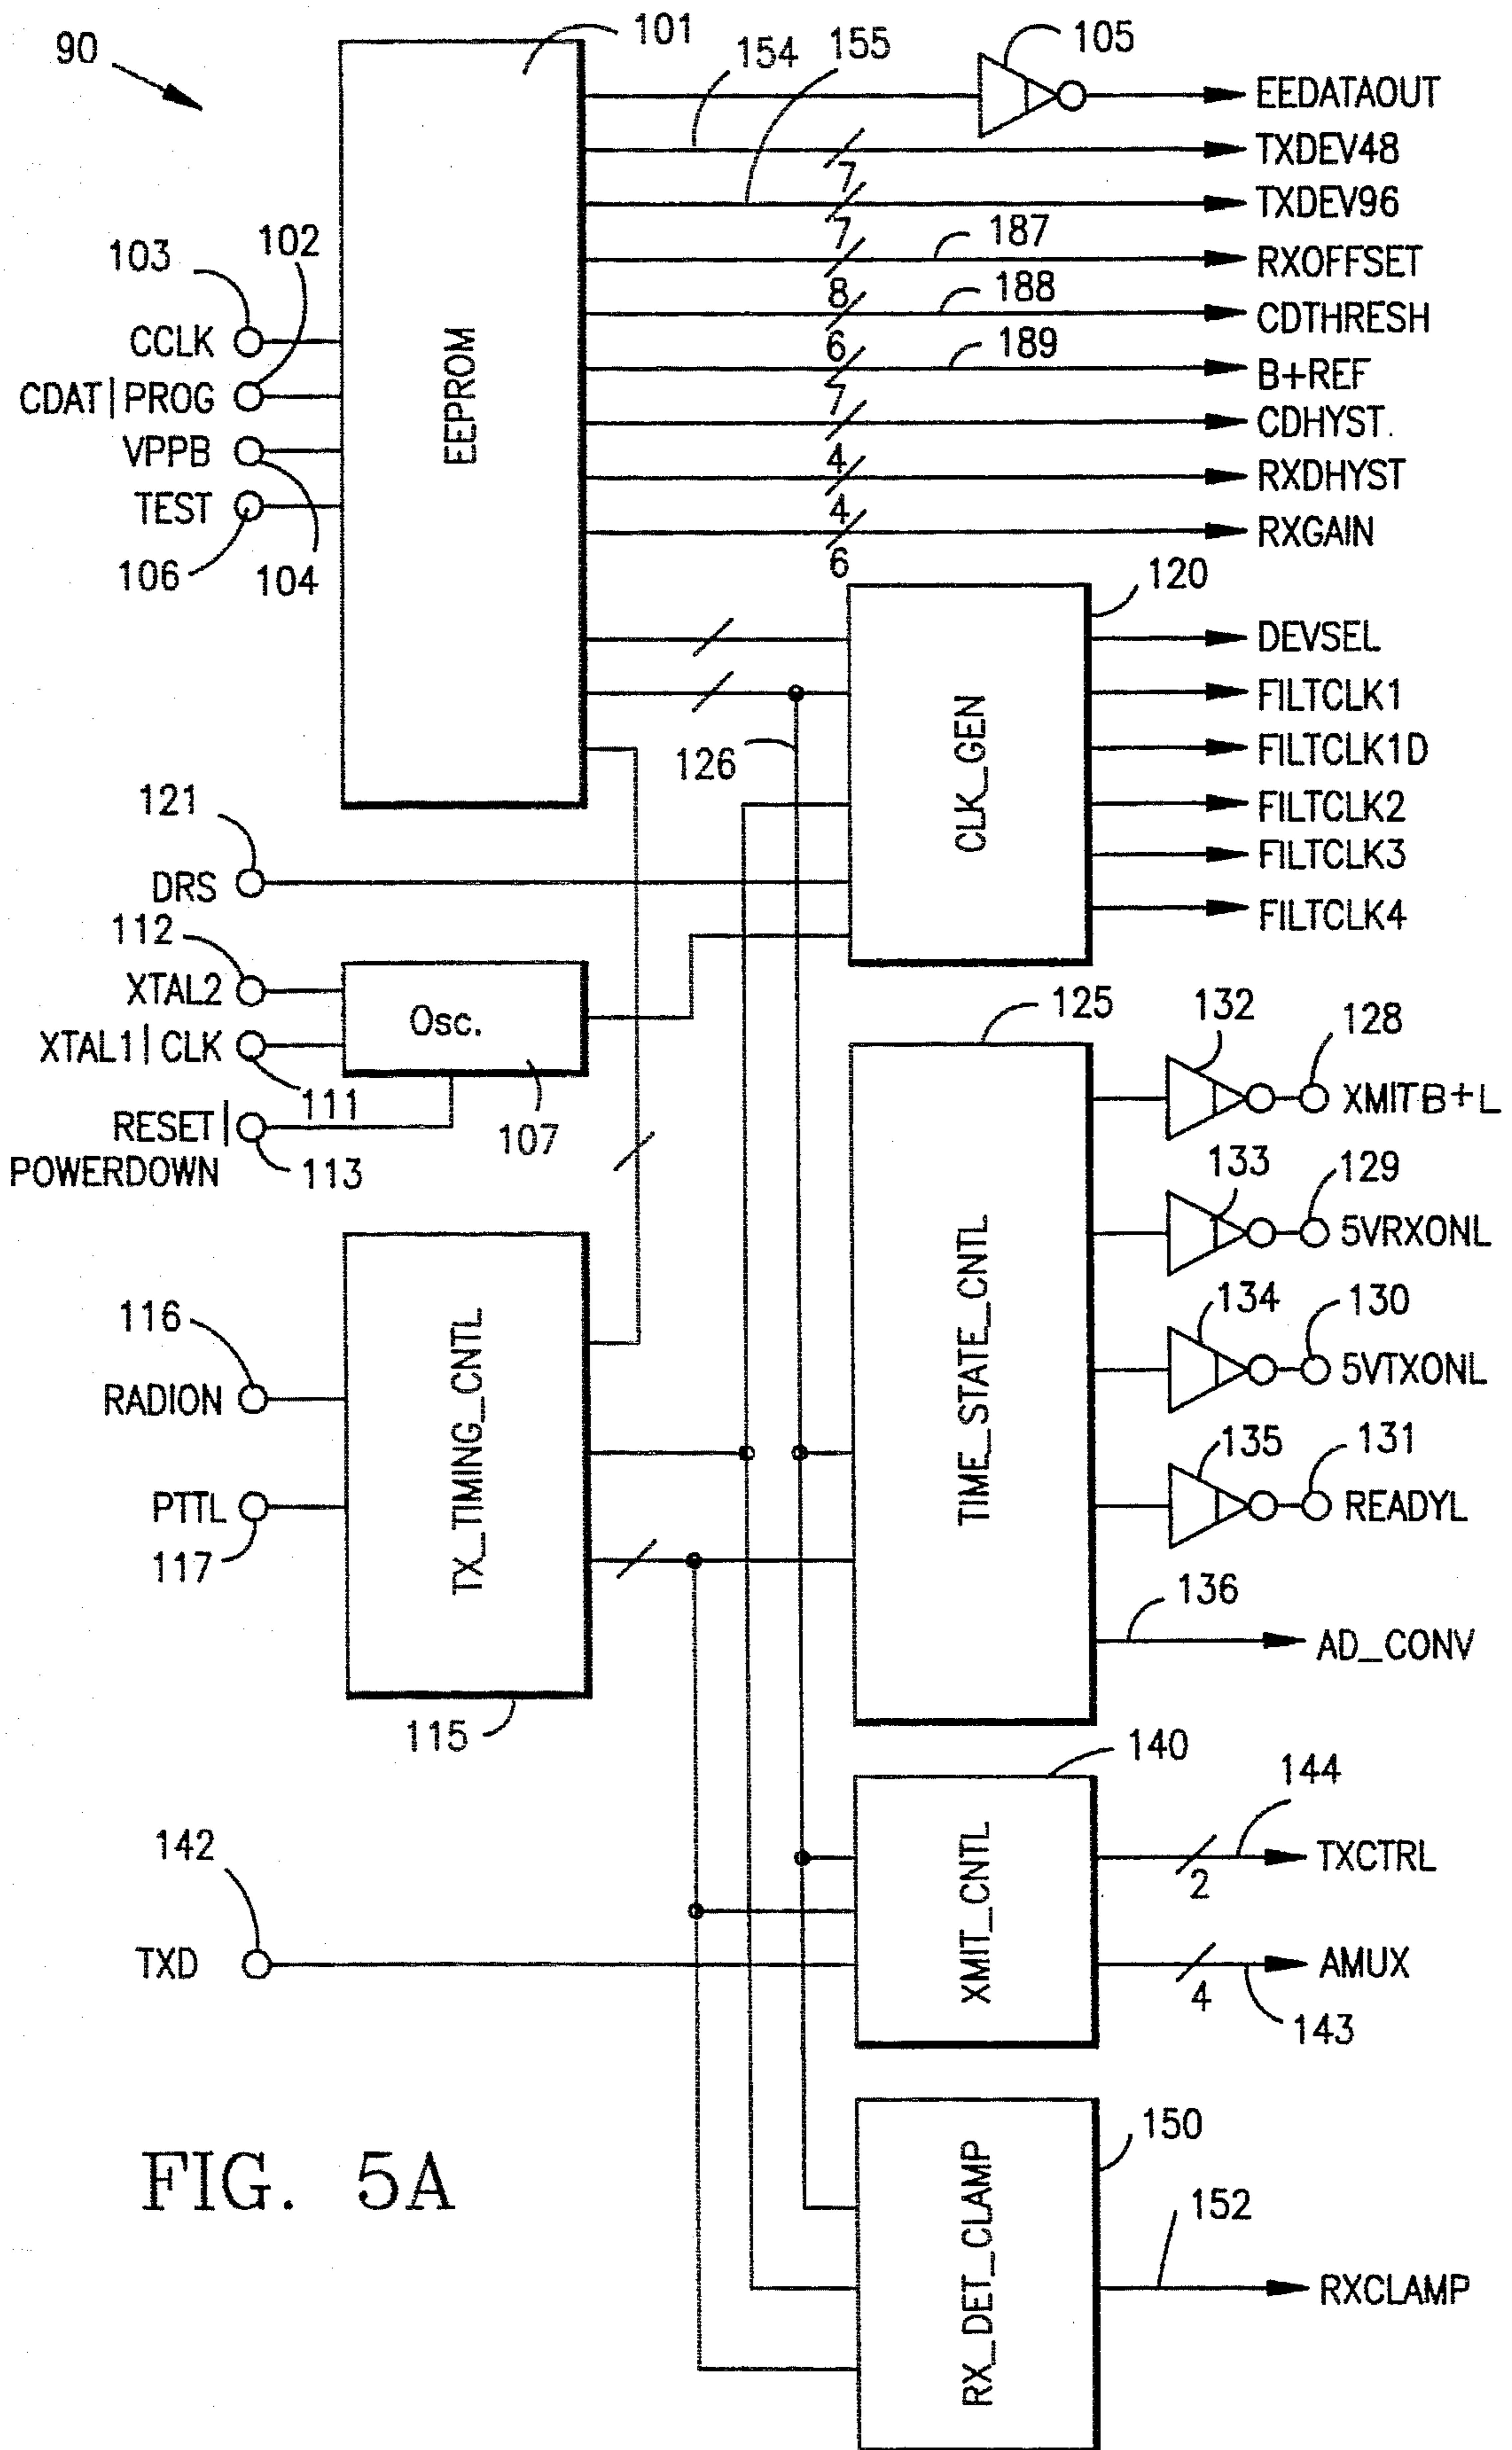 90
101
154
155
105
EEDATAOUT
TXDEV48
7
TXDEV96
7
187
RXOFFSET
8
188
CDTHRESH
6
189
B+REF
7
CDHYST.
4
RXDHYST
4
RXGAIN
6
103
102
CCLK
CDAT|PROG
VPPB
TEST
106
104
EEPROM
120
DEVSEL
FILTCLK1
FILTCLK1D
FILTCLK2
FILTCLK3
FILTCLK4
CLK_GEN
126
121
DRS
112
XTAL2
XTAL1|CLK
111
RESET|
POWERDOWN
113
Osc.
107
125
132
128
XMITB+L
133
129
5VRXONL
134
130
5VTXONL
135
131
READYL
136
AD_CONV
TIME_STATE_CNTL
116
RADION
PTTL
117
TX_TIMING_CNTL
115
140
144
TXCTRL
2
AMUX
4
143
XMIT_CNTL
142
TXD
150
152
RXCLAMP
RX_DET_CLAMP
FIG. 5A